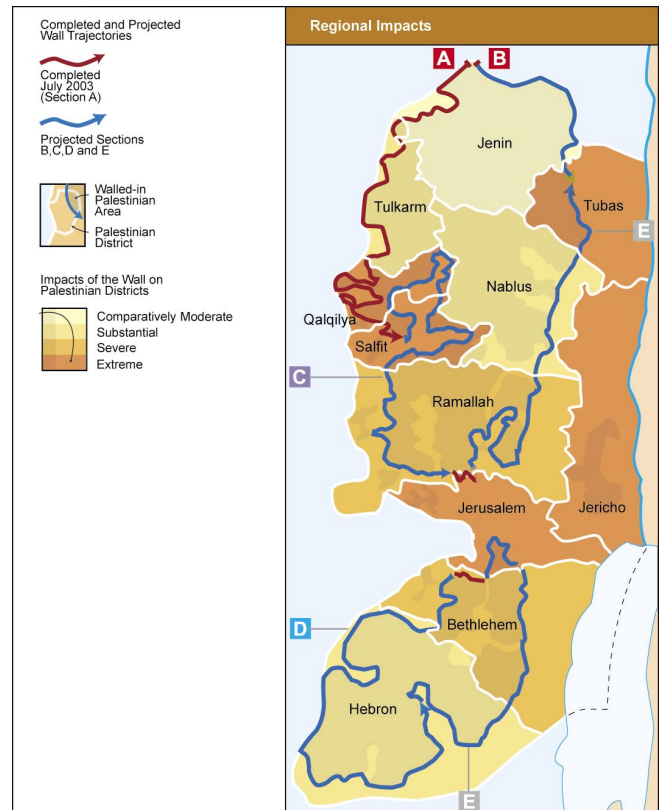 Completed and Projected
Wall Trajectories
Completed
July 2003
(Section A)
Projected Sections
B,C,D and E
Walled-in
Palestinian
Area
Palestinian
District
Impacts of the Wall on
Palestinian Districts
Comparatively Moderate
Substantial
Severe
Extreme
Regional Impacts
A
B
Jenin
Tulkarm
Tubas
E
Nablus
Qalqilya
Salfit
C
Ramallah
Jerusalem
Jericho
D
Bethlehem
Hebron
E